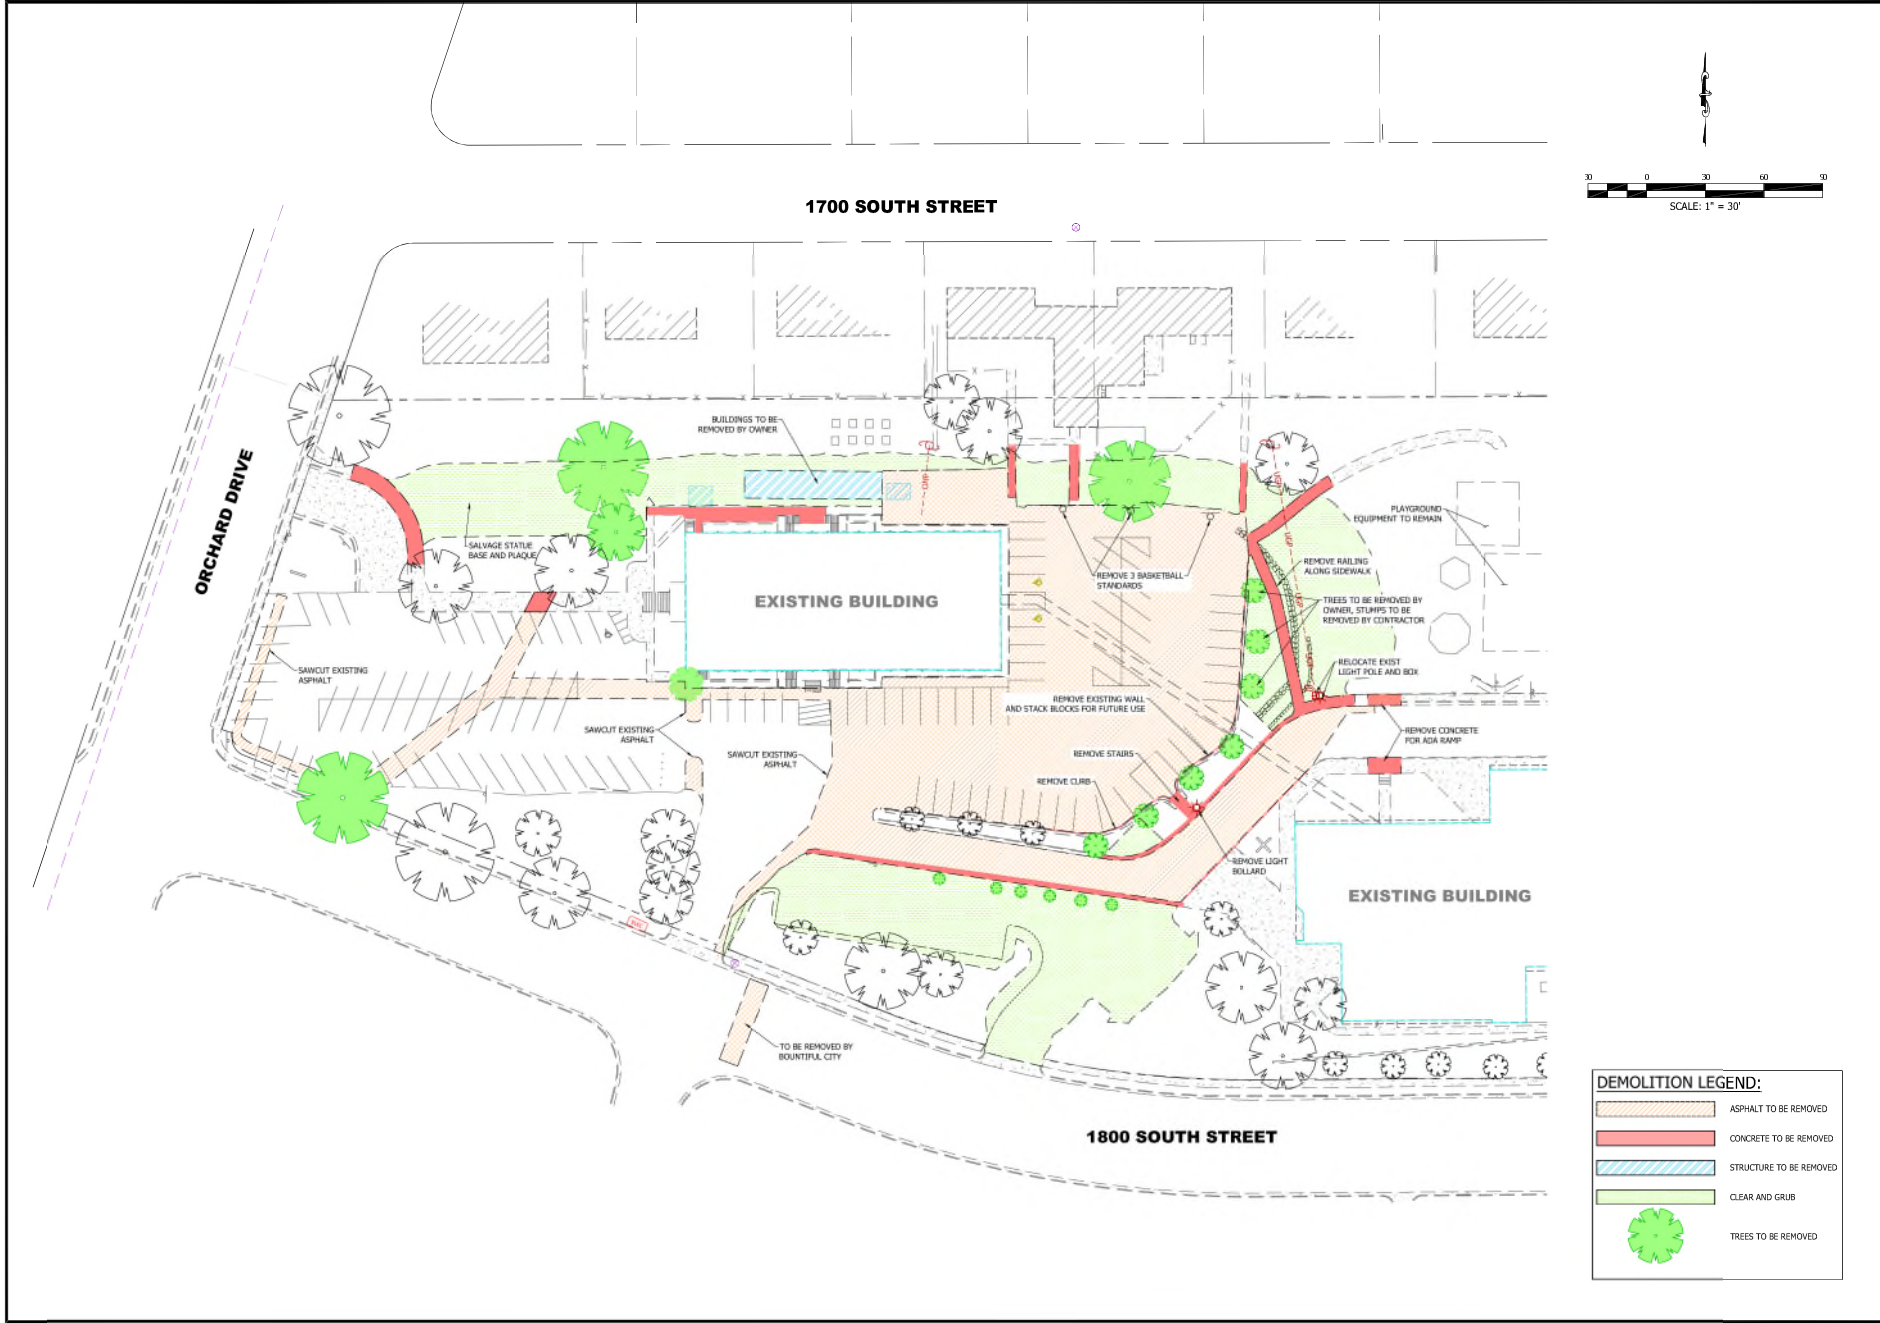 30 0 30 60 90
SCALE: 1" = 30'
1700 SOUTH STREET
ORCHARD DRIVE
BUILDINGS TO BE
REMOVED BY OWNER
SALVAGE STATUE
BASE AND PLAQUE
EXISTING BUILDING
REMOVE 3 BASKETBALL
STANDARDS
PLAYGROUND
EQUIPMENT TO REMAIN
REMOVE RAILING
ALONG SIDEWALK
TREES TO BE REMOVED BY
OWNER, STUMPS TO BE
REMOVED BY CONTRACTOR
RELOCATE EXIST
LIGHT POLE AND BOX
SAWCUT EXISTING
ASPHALT
REMOVE EXISTING WALL
AND STACK BLOCKS FOR FUTURE USE
SAWCUT EXISTING
ASPHALT
SAWCUT EXISTING
ASPHALT
REMOVE STAIRS
REMOVE CURB
REMOVE CONCRETE
FOR ADA RAMP
REMOVE LIGHT
BOLLARD
EXISTING BUILDING
TO BE REMOVED BY
BOUNTIFUL CITY
1800 SOUTH STREET
UGP
UGP
UGP
DEMOLITION LEGEND:
ASPHALT TO BE REMOVED
CONCRETE TO BE REMOVED
STRUCTURE TO BE REMOVED
CLEAR AND GRUB
TREES TO BE REMOVED